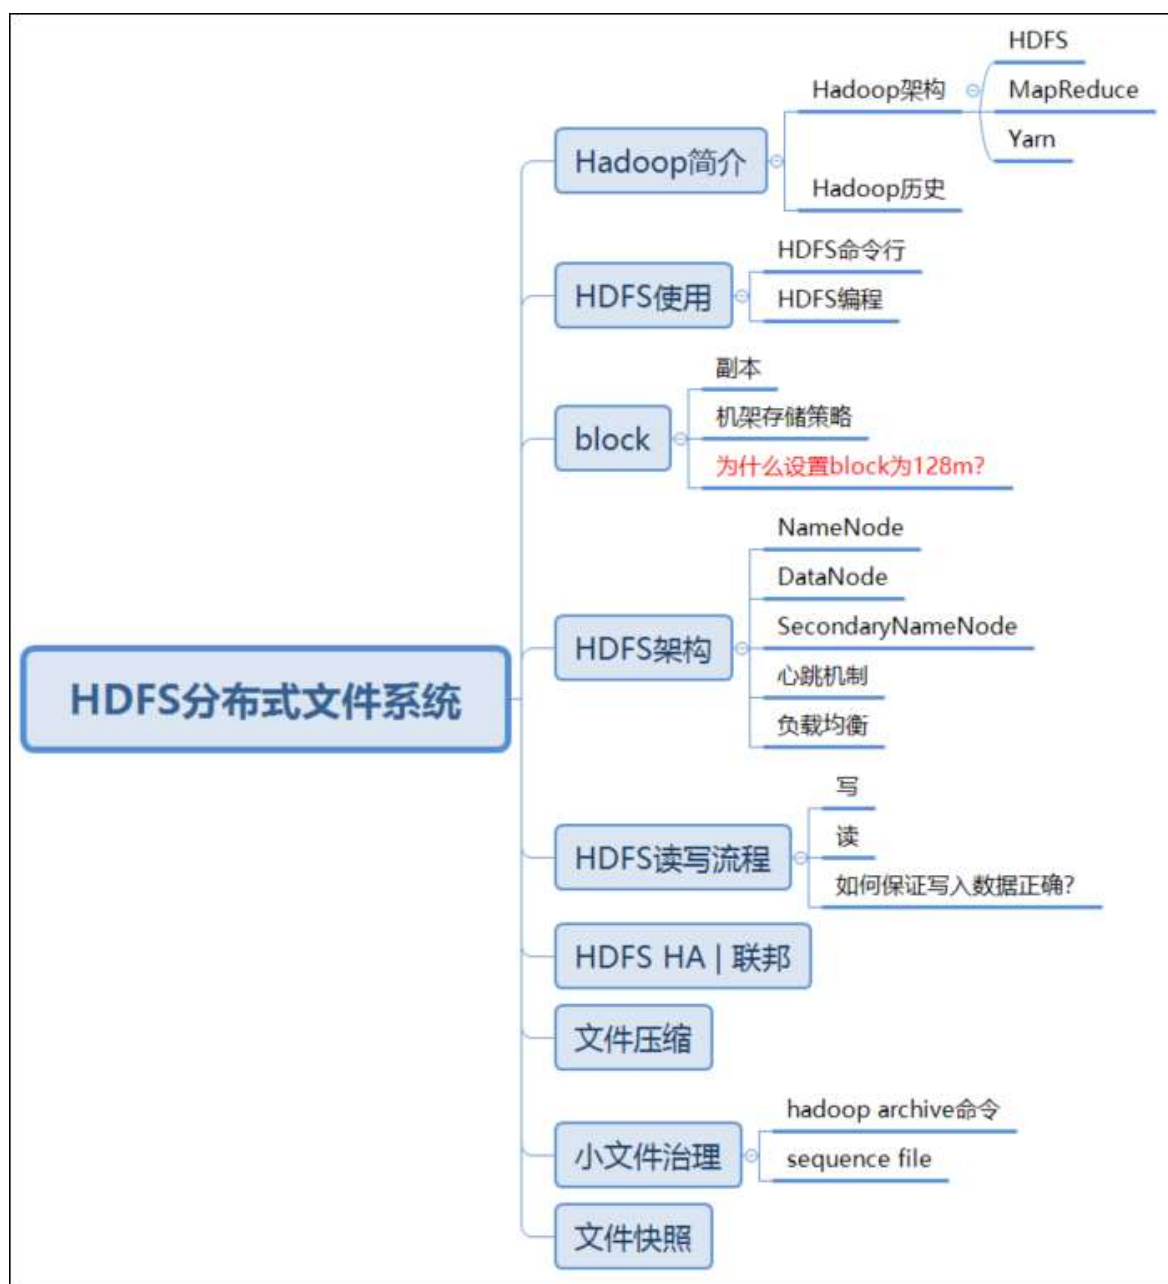 HDFS分布式文件系统
Hadoop简介
Hadoop架构
HDFS
MapReduce
Yarn
Hadoop历史
HDFS使用
HDFS命令行
HDFS编程
block
副本
机架存储策略
为什么设置block为128m?
HDFS架构
NameNode
DataNode
SecondaryNameNode
心跳机制
负载均衡
HDFS读写流程
写
读
如何保证写入数据正确?
HDFS HA | 联邦
文件压缩
小文件治理
hadoop archive命令
sequence file
文件快照